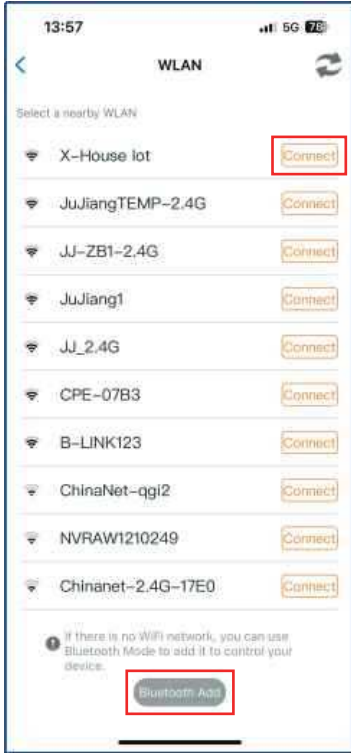 13:57 5G 76
WLAN
Select a nearby WLAN
X-House lot Connect
JuJiangTEMP-2.4G Connect
JJ-ZB1-2.4G Connect
JuJiang1 Connect
JJ_2.4G Connect
CPE-07B3 Connect
B-LINK123 Connect
ChinaNet-qgi2 Connect
NVRAW1210249 Connect
Chinanet-2.4G-17E0 Connect
If there is no WiFi network, you can use
Bluetooth Mode to add it to control your
device.
Bluetooth Add